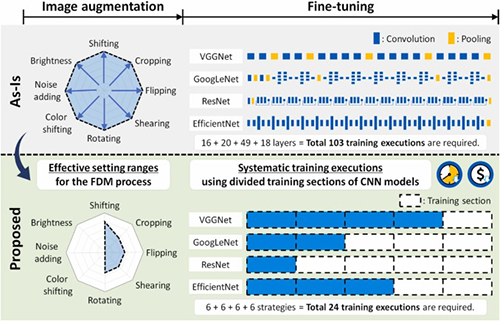 Image augmentation
Fine-tuning
As-Is
Shifting
Brightness
Cropping
Noise
adding
Flipping
Color
shifting
Shearing
Rotating
: Convolution
: Pooling
VGGNet
GoogLeNet
ResNet
EfficientNet
16 + 20 + 49 + 18 layers = Total 103 training executions are required.
Proposed
Effective setting ranges
for the FDM process
Systematic training executions
using divided training sections of CNN models
: Training section
Shifting
Brightness
Cropping
Noise
adding
Flipping
Color
shifting
Shearing
Rotating
VGGNet
GoogLeNet
ResNet
EfficientNet
6 + 6 + 6 + 6 strategies = Total 24 training executions are required.